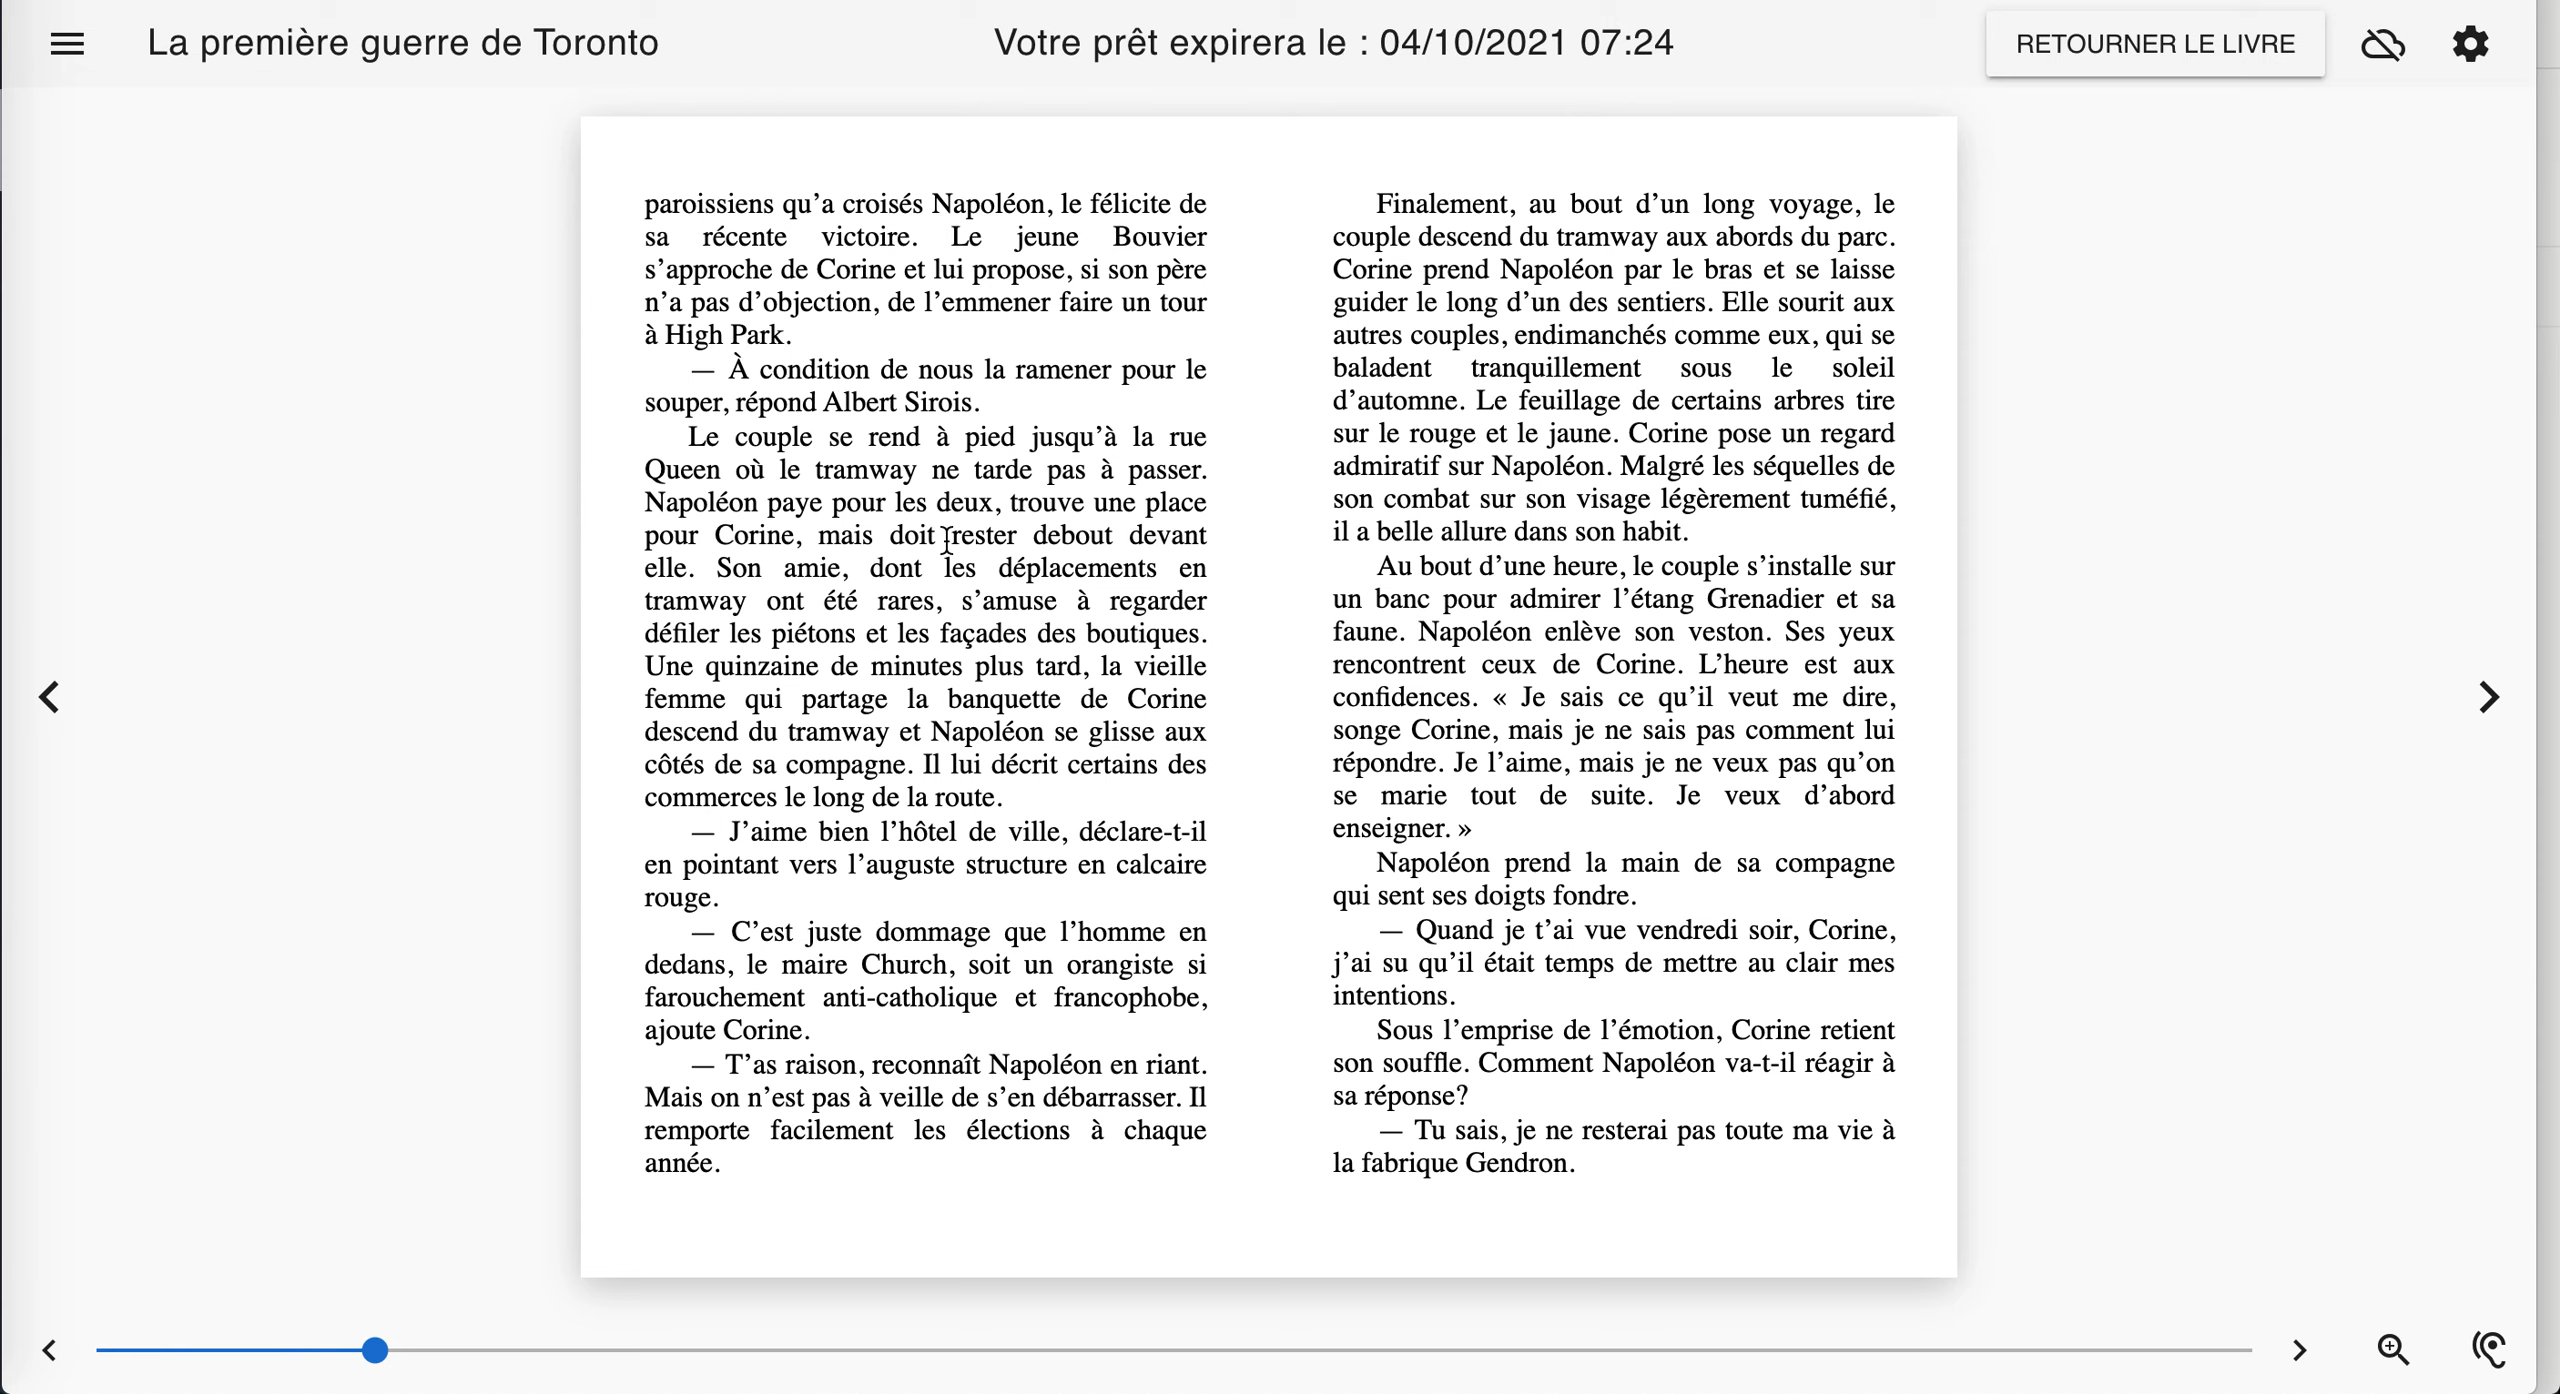 La première guerre de Toronto
Votre prêt expirera le : 04/10/2021 07:24
RETOURNER LE LIVRE
paroissiens qu’a croisés Napoléon, le félicite de
sa récente victoire. Le jeune Bouvier
s’approche de Corine et lui propose, si son père
n’a pas d’objection, de l’emmener faire un tour
à High Park.
— À condition de nous la ramener pour le
souper, répond Albert Sirois.
Le couple se rend à pied jusqu’à la rue
Queen où le tramway ne tarde pas à passer.
Napoléon paye pour les deux, trouve une place
pour Corine, mais doit rester debout devant
elle. Son amie, dont les déplacements en
tramway ont été rares, s’amuse à regarder
défiler les piétons et les façades des boutiques.
Une quinzaine de minutes plus tard, la vieille
femme qui partage la banquette de Corine
descend du tramway et Napoléon se glisse aux
côtés de sa compagne. Il lui décrit certains des
commerces le long de la route.
— J’aime bien l’hôtel de ville, déclare-t-il
en pointant vers l’auguste structure en calcaire
rouge.
— C’est juste dommage que l’homme en
dedans, le maire Church, soit un orangiste si
farouchement anti-catholique et francophobe,
ajoute Corine.
— T’as raison, reconnaît Napoléon en riant.
Mais on n’est pas à veille de s’en débarrasser. Il
remporte facilement les élections à chaque
année.
Finalement, au bout d’un long voyage, le
couple descend du tramway aux abords du parc.
Corine prend Napoléon par le bras et se laisse
guider le long d’un des sentiers. Elle sourit aux
autres couples, endimanchés comme eux, qui se
baladent tranquillement sous le soleil
d’automne. Le feuillage de certains arbres tire
sur le rouge et le jaune. Corine pose un regard
admiratif sur Napoléon. Malgré les séquelles de
son combat sur son visage légèrement tuméfié,
il a belle allure dans son habit.
Au bout d’une heure, le couple s’installe sur
un banc pour admirer l’étang Grenadier et sa
faune. Napoléon enlève son veston. Ses yeux
rencontrent ceux de Corine. L’heure est aux
confidences. « Je sais ce qu’il veut me dire,
songe Corine, mais je ne sais pas comment lui
répondre. Je l’aime, mais je ne veux pas qu’on
se marie tout de suite. Je veux d’abord
enseigner. »
Napoléon prend la main de sa compagne
qui sent ses doigts fondre.
— Quand je t’ai vue vendredi soir, Corine,
j’ai su qu’il était temps de mettre au clair mes
intentions.
Sous l’emprise de l’émotion, Corine retient
son souffle. Comment Napoléon va-t-il réagir à
sa réponse?
— Tu sais, je ne resterai pas toute ma vie à
la fabrique Gendron.